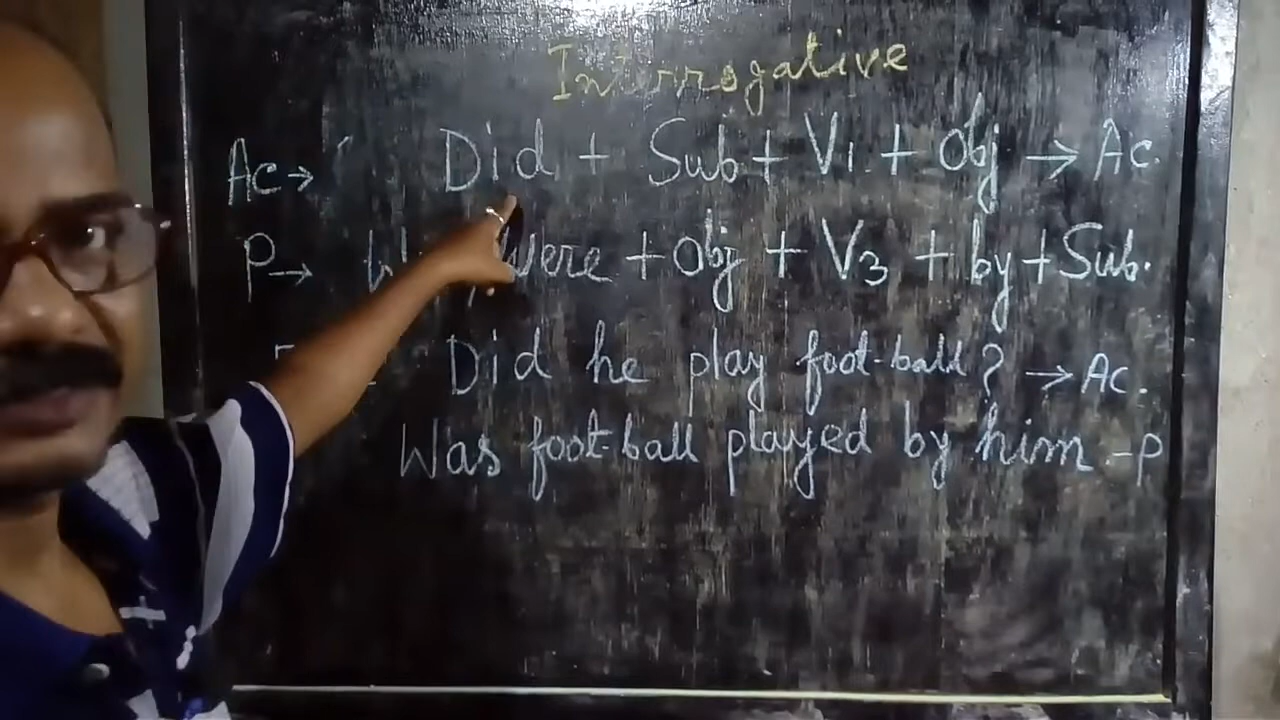 Interrogative
Ac→ Did + Sub + V1 + Obj → Ac.
P→ Were + Obj + V3 + by + Sub.
Did he play foot-ball? → Ac.
Was foot-ball played by him - P